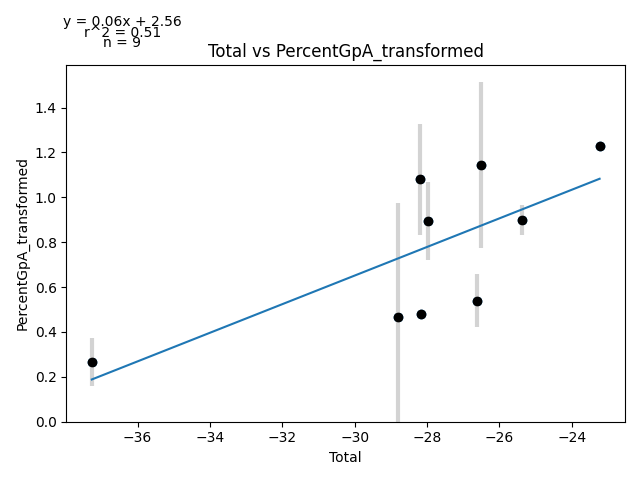 y = 0.06x + 2.56
r^2 = 0.51
n = 9
Total vs PercentGpA_transformed
PercentGpA_transformed
1.4
1.2
1.0
0.8
0.6
0.4
0.2
0.0
−36
−34
−32
−30
−28
−26
−24
Total